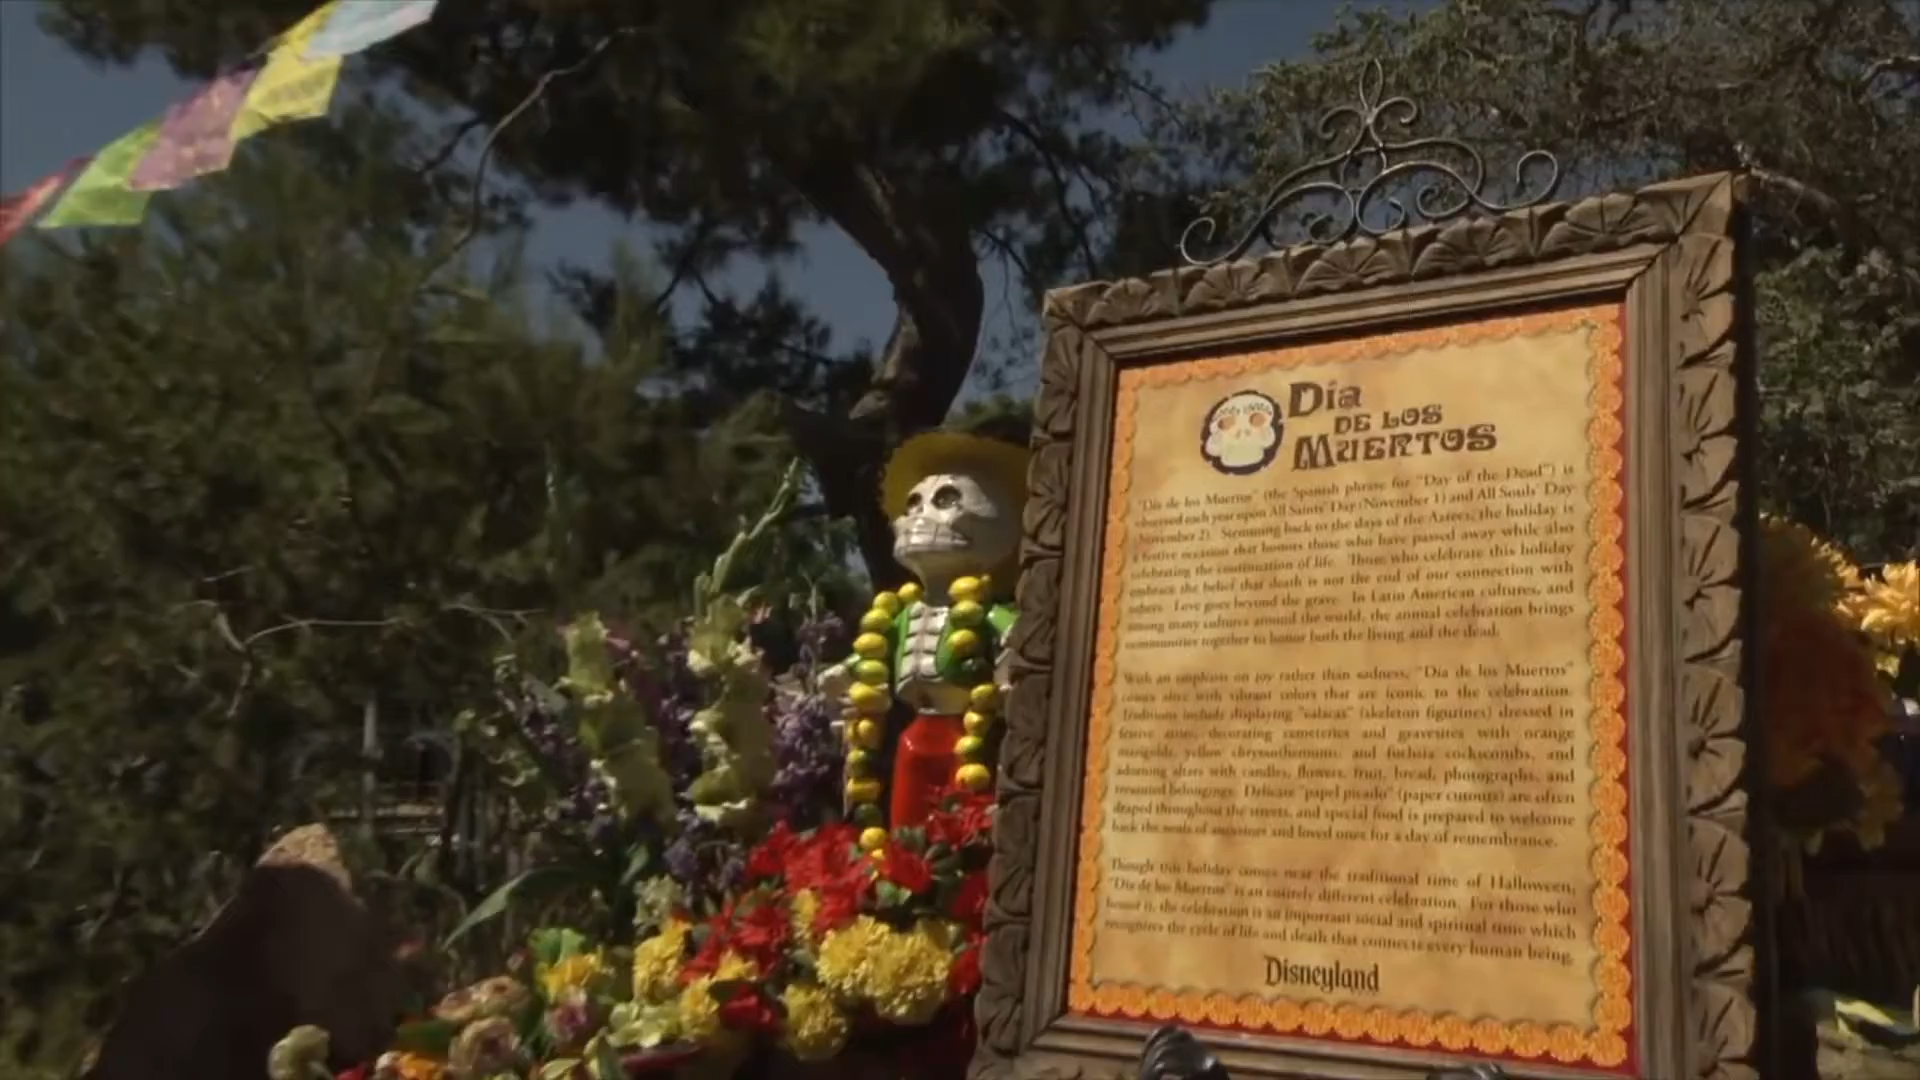 Día
DE LOS
MUERTOS
"Día de los Muertos" (the Spanish phrase for "Day of the Dead") is
observed each year upon All Saints' Day (November 1) and All Souls' Day
(November 2). Stemming back to the days of the Aztecs, the holiday is
a festive occasion that honors those who have passed away while also
celebrating the continuation of life. Those who celebrate this holiday
embrace the belief that death is not the end of our connection with
others. Love goes beyond the grave. In Latin American cultures, and
among many cultures around the world, the annual celebration brings
communities together to honor both the living and the dead.
With an emphasis on joy rather than sadness, "Día de los Muertos"
comes alive with vibrant colors that are iconic to the celebration.
Traditions include displaying "calacas" (skeleton figurines) dressed in
festive attire, decorating cemeteries and gravesites with orange
marigolds, yellow chrysanthemums, and fuchsia cockscombs, and
adorning altars with candles, flowers, fruit, bread, photographs, and
treasured belongings. Delicate "papel picado" (paper cutouts) are often
draped throughout the streets, and special food is prepared to welcome
back the souls of ancestors and loved ones for a day of remembrance.
Though this holiday comes near the traditional time of Halloween,
"Día de los Muertos" is an entirely different celebration. For those who
honor it, the celebration is an important social and spiritual time which
recognizes the cycle of life and death that connects every human being.
Disneyland